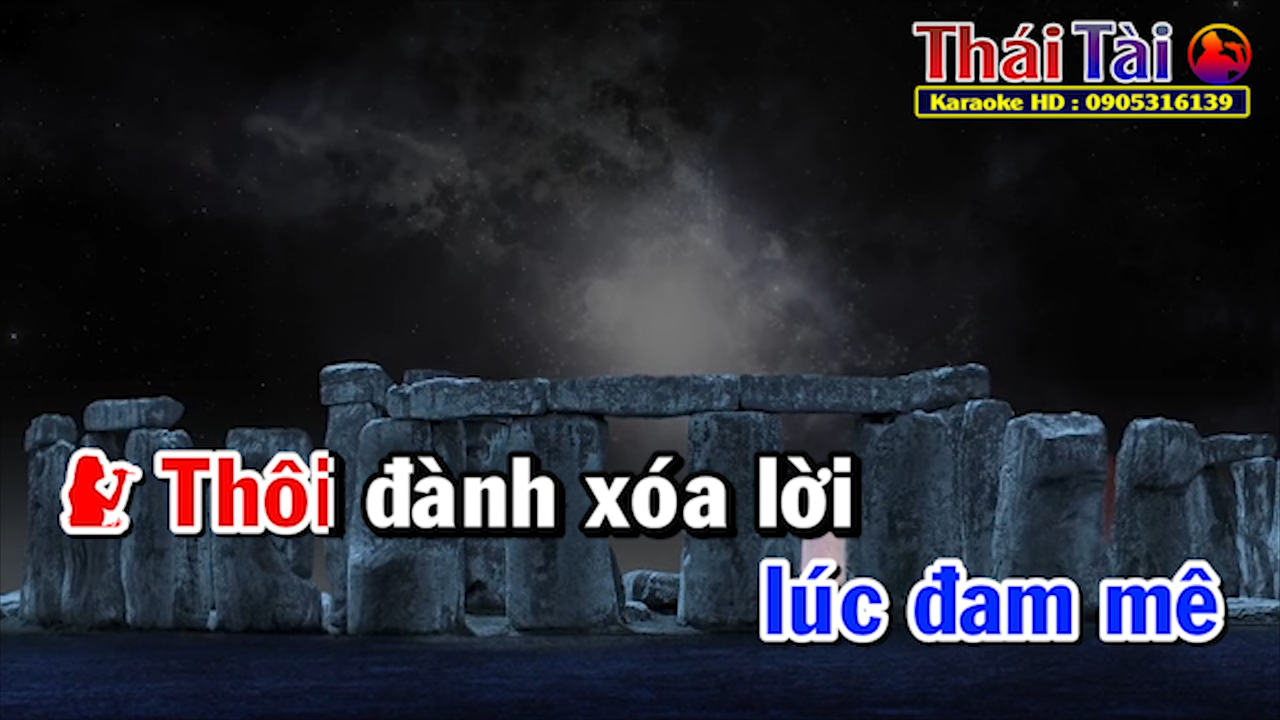 Thái Tài
Karaoke HD : 0905316139
Thôi đành xóa lời
lúc đam mê